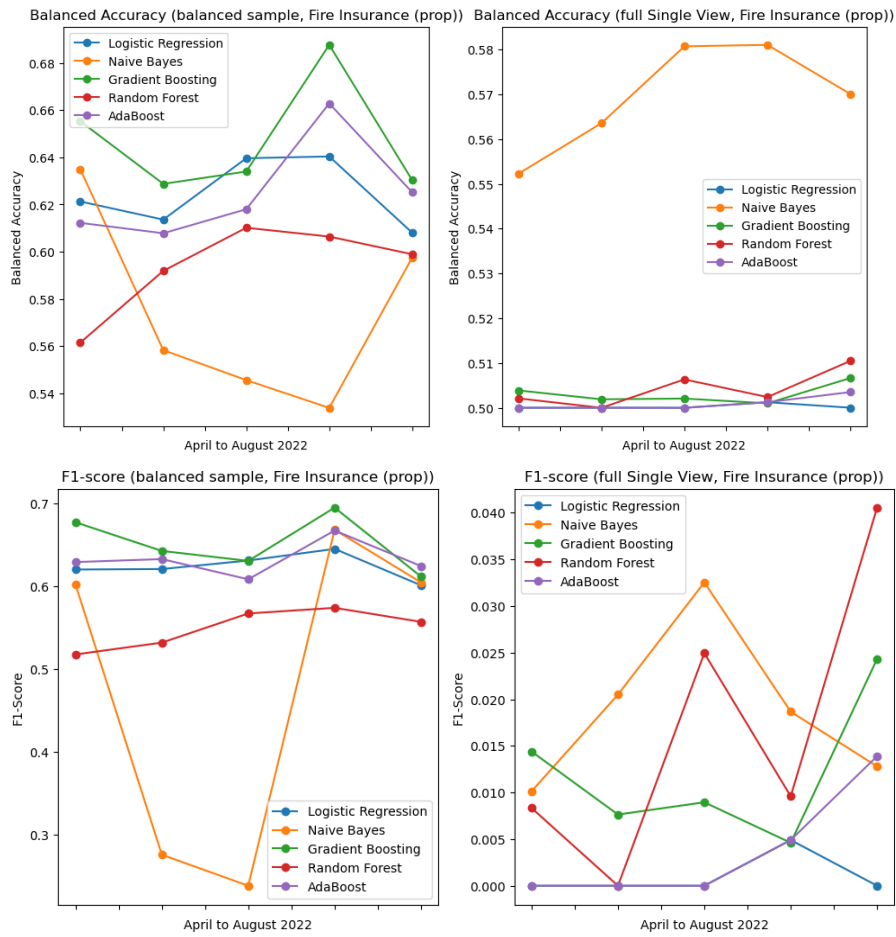 Balanced Accuracy (balanced sample, Fire Insurance (prop))
Logistic Regression
Naive Bayes
Gradient Boosting
Random Forest
AdaBoost
0.68
0.66
0.64
0.62
0.60
0.58
0.56
0.54
Balanced Accuracy
April to August 2022
Balanced Accuracy (full Single View, Fire Insurance (prop))
0.58
0.57
0.56
0.55
0.54
0.53
0.52
0.51
0.50
Balanced Accuracy
Logistic Regression
Naive Bayes
Gradient Boosting
Random Forest
AdaBoost
April to August 2022
F1-score (balanced sample, Fire Insurance (prop))
0.7
0.6
0.5
0.4
0.3
F1-Score
Logistic Regression
Naive Bayes
Gradient Boosting
Random Forest
AdaBoost
April to August 2022
F1-score (full Single View, Fire Insurance (prop))
Logistic Regression
Naive Bayes
Gradient Boosting
Random Forest
AdaBoost
0.040
0.035
0.030
0.025
0.020
0.015
0.010
0.005
0.000
F1-Score
April to August 2022